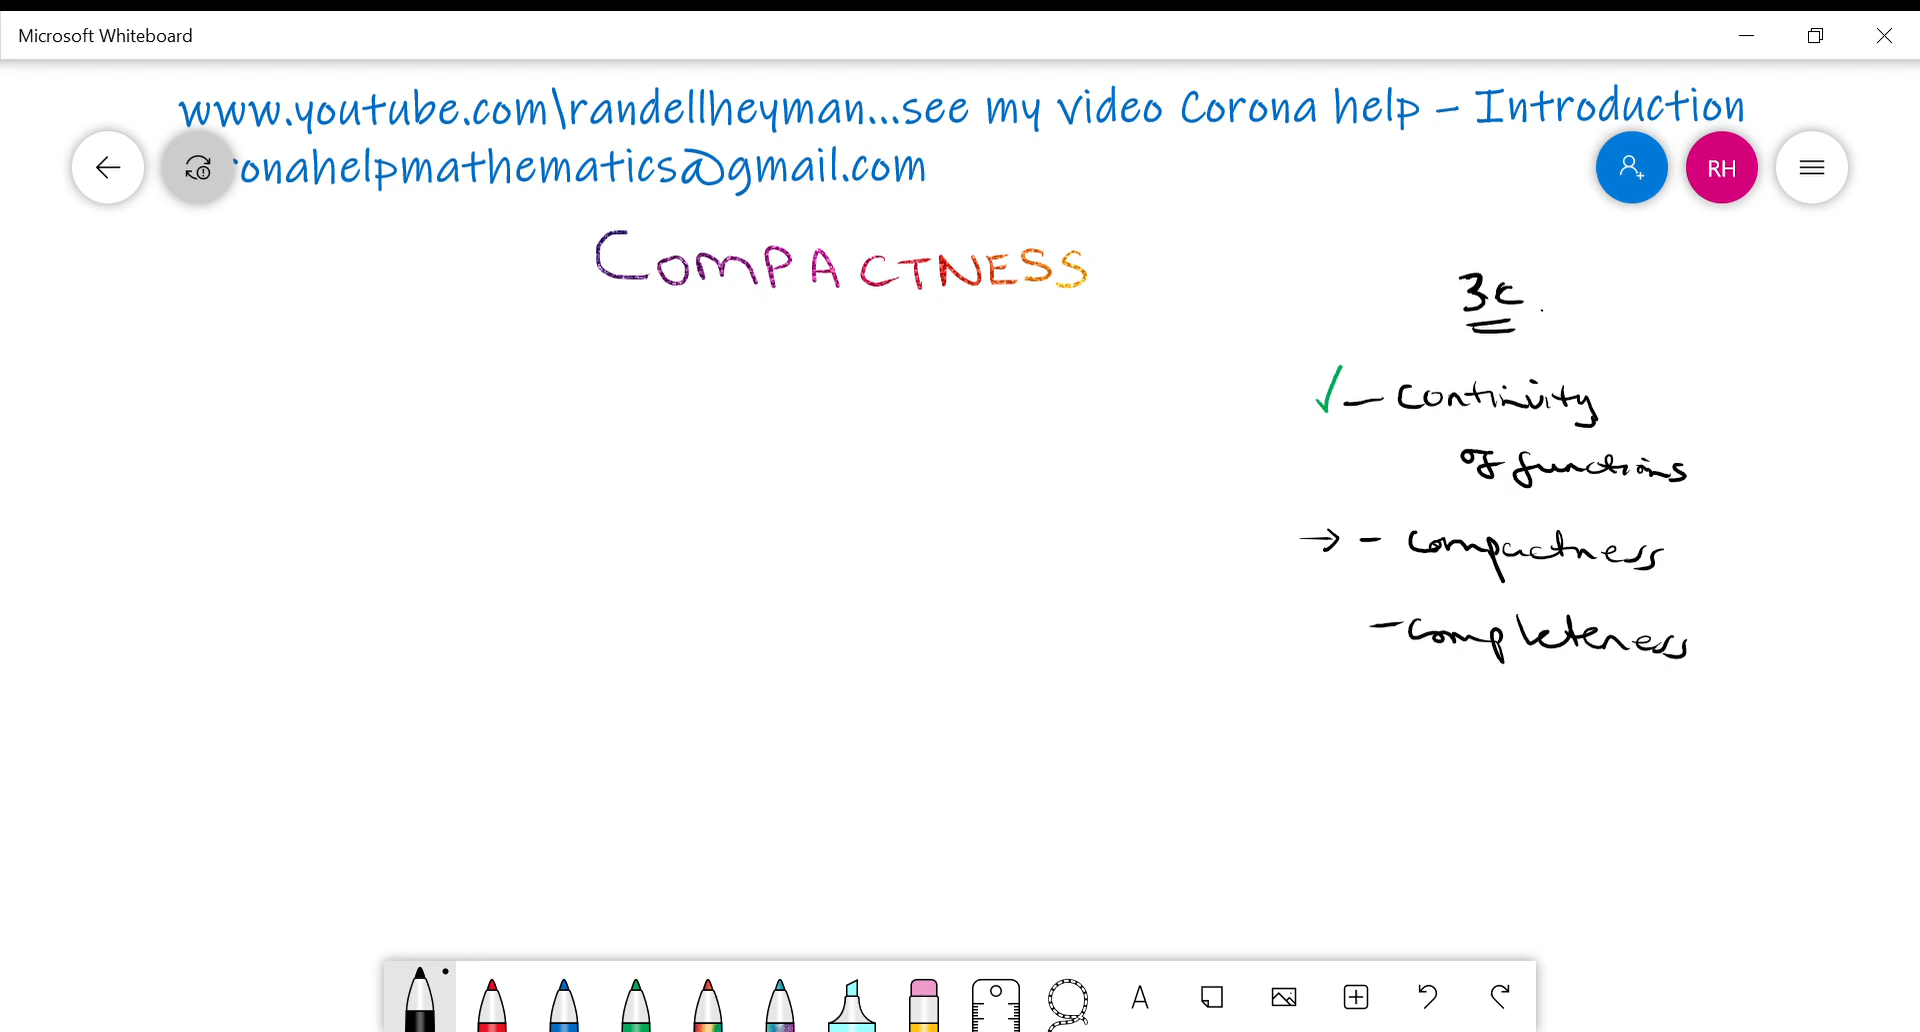 Microsoft Whiteboard
www.youtube.com\randellheyman...see my video Corona help - Introduction
onahelpmathematics@gmail.com
RH
COMPACTNESS
3c
✓ - continuity
of functions
→ - compactness
- completeness
A